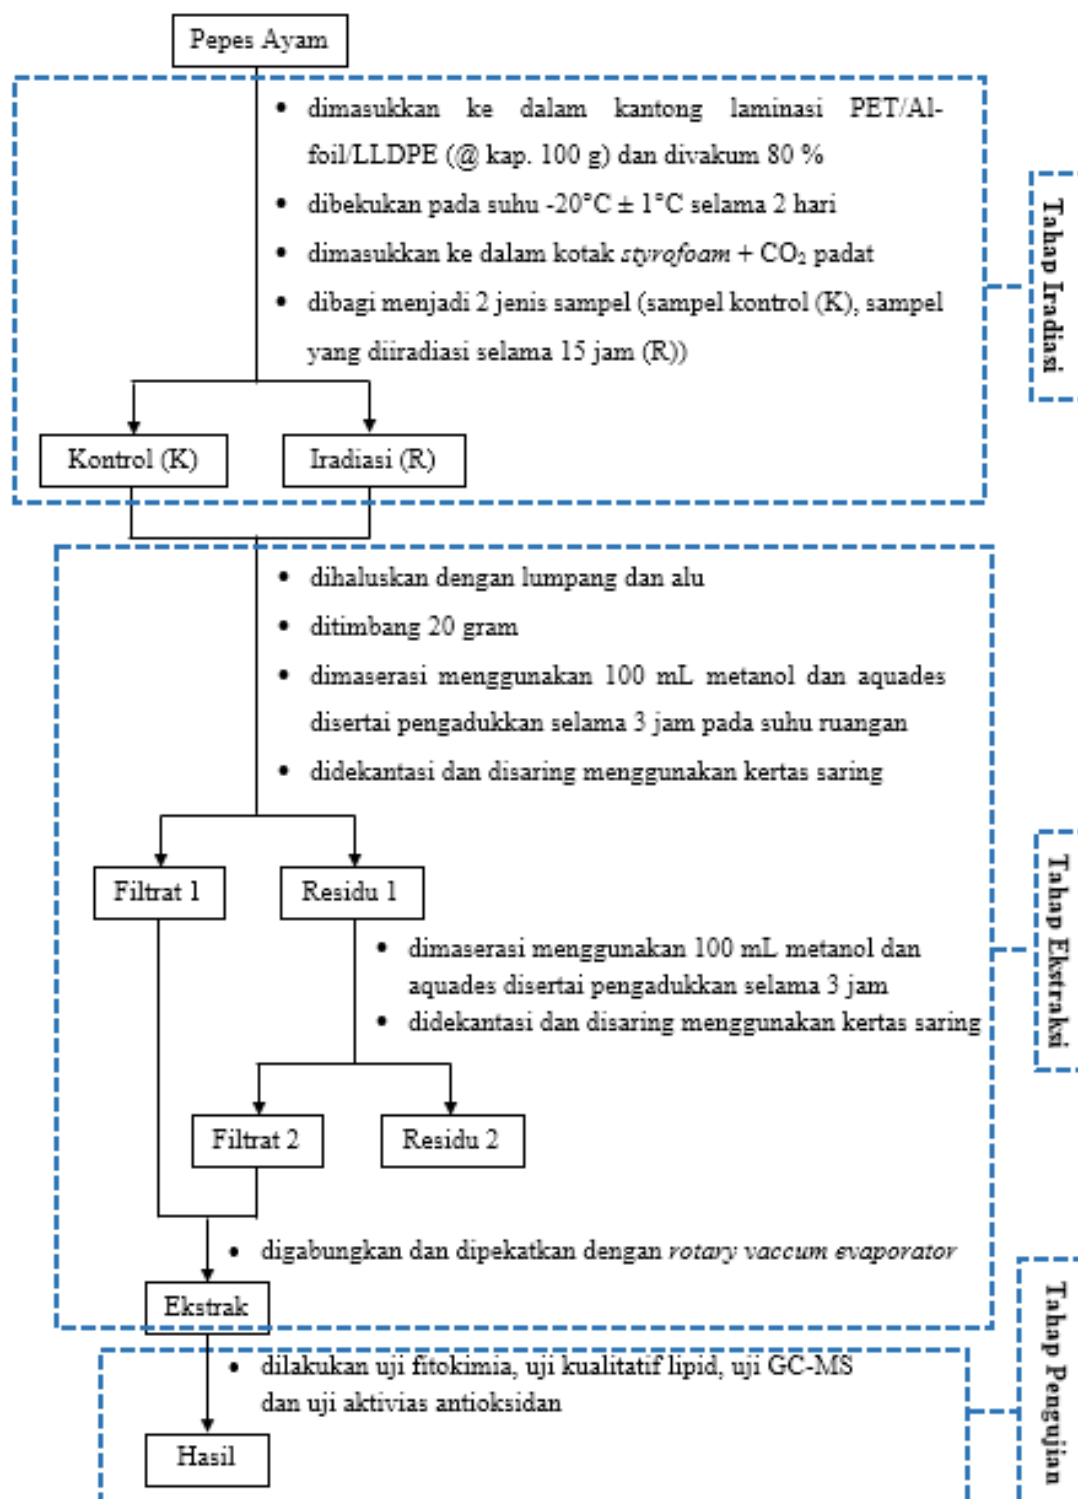 Pepes Ayam
• dimasukkan ke dalam kantong laminasi PET/Al-
foil/LLDPE (@ kap. 100 g) dan divakum 80 %
• dibekukan pada suhu -20°C ± 1°C selama 2 hari
• dimasukkan ke dalam kotak styrofoam + CO₂ padat
• dibagi menjadi 2 jenis sampel (sampel kontrol (K), sampel
yang diiradiasi selama 15 jam (R))
Tahap Iradiasi
Kontrol (K)
Iradiasi (R)
• dihaluskan dengan lumpang dan alu
• ditimbang 20 gram
• dimaserasi menggunakan 100 mL metanol dan aquades
disertai pengadukkan selama 3 jam pada suhu ruangan
• didekantasi dan disaring menggunakan kertas saring
Filtrat 1
Residu 1
Tahap Ekstraksi
• dimaserasi menggunakan 100 mL metanol dan
aquades disertai pengadukkan selama 3 jam
• didekantasi dan disaring menggunakan kertas saring
Filtrat 2
Residu 2
• digabungkan dan dipekatkan dengan rotary vaccum evaporator
Ekstrak
• dilakukan uji fitokimia, uji kualitatif lipid, uji GC-MS
dan uji aktivias antioksidan
Tahap Pengujian
Hasil